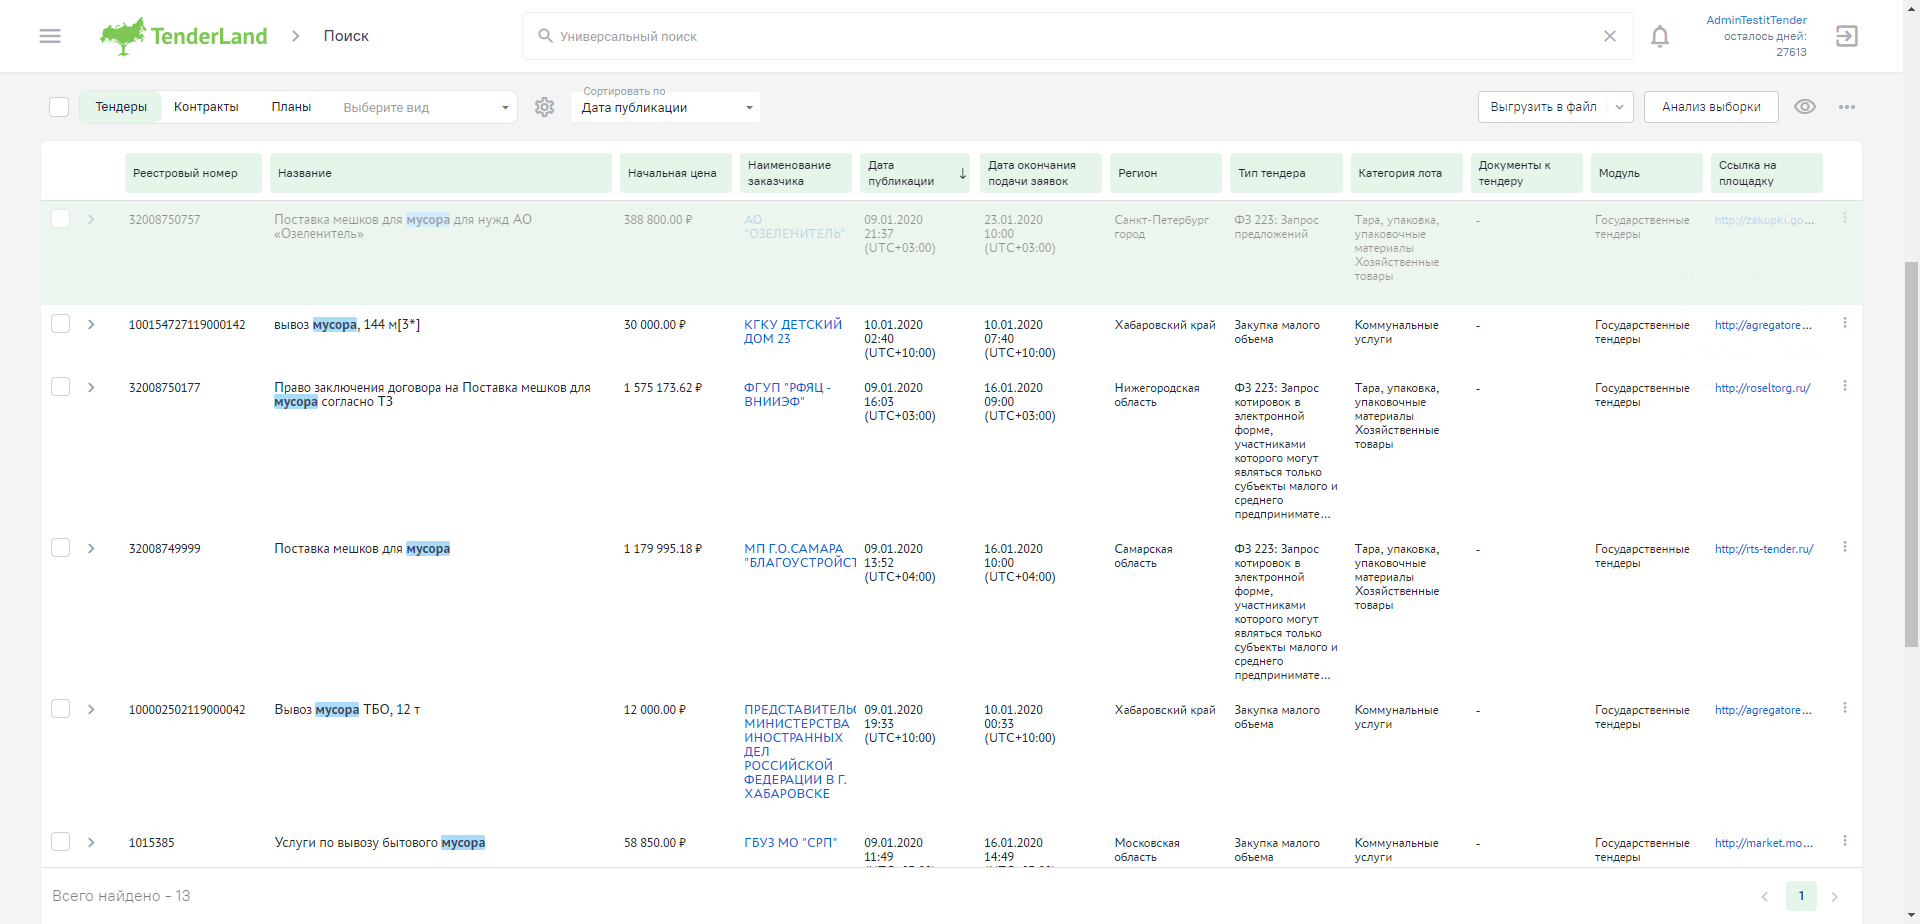 TenderLand
Поиск
Универсальный поиск
AdminTestitTender
осталось дней:
27613
Тендеры
Контракты
Планы
Выберите вид
Сортировать по
Дата публикации
Выгрузить в файл
Анализ выборки
Реестровый номер
Название
Начальная цена
Наименование
заказчика
Дата
публикации
Дата окончания
подачи заявок
Регион
Тип тендера
Категория лота
Документы к
тендеру
Модуль
Ссылка на
площадку
32008750757
Поставка мешков для мусора для нужд АО
«Озеленитель»
388 800.00 ₽
АО
"ОЗЕЛЕНИТЕЛЬ"
09.01.2020
21:37
(UTC+03:00)
23.01.2020
10:00
(UTC+03:00)
Санкт-Петербург
город
ФЗ 223: Запрос
предложений
Тара, упаковка,
упаковочные
материалы
Хозяйственные
товары
-
Государственные
тендеры
http://zakupki.go...
100154727119000142
вывоз мусора, 144 м[3*]
30 000.00 ₽
КГКУ ДЕТСКИЙ
ДОМ 23
10.01.2020
02:40
(UTC+10:00)
10.01.2020
07:40
(UTC+10:00)
Хабаровский край
Закупка малого
объема
Коммунальные
услуги
-
Государственные
тендеры
http://agregatore...
32008750177
Право заключения договора на Поставка мешков для
мусора согласно ТЗ
1 575 173.62 ₽
ФГУП "РФЯЦ -
ВНИИЭФ"
09.01.2020
16:03
(UTC+03:00)
16.01.2020
09:00
(UTC+03:00)
Нижегородская
область
ФЗ 223: Запрос
котировок в
электронной
форме,
участниками
которого могут
являться только
субъекты малого и
среднего
предпринимате...
Тара, упаковка,
упаковочные
материалы
Хозяйственные
товары
-
Государственные
тендеры
http://roseltorg.ru/
32008749999
Поставка мешков для мусора
1 179 995.18 ₽
МП Г.О.САМАРА
"БЛАГОУСТРОЙСТ
09.01.2020
13:52
(UTC+04:00)
16.01.2020
10:00
(UTC+04:00)
Самарская
область
ФЗ 223: Запрос
котировок в
электронной
форме,
участниками
которого могут
являться только
субъекты малого и
среднего
предпринимате...
Тара, упаковка,
упаковочные
материалы
Хозяйственные
товары
-
Государственные
тендеры
http://rts-tender.ru/
100002502119000042
Вывоз мусора ТБО, 12 т
12 000.00 ₽
ПРЕДСТАВИТЕЛЬС
МИНИСТЕРСТВА
ИНОСТРАННЫХ
ДЕЛ
РОССИЙСКОЙ
ФЕДЕРАЦИИ В Г.
ХАБАРОВСКЕ
09.01.2020
19:33
(UTC+10:00)
10.01.2020
00:33
(UTC+10:00)
Хабаровский край
Закупка малого
объема
Коммунальные
услуги
-
Государственные
тендеры
http://agregatore...
1015385
Услуги по вывозу бытового мусора
58 850.00 ₽
ГБУЗ МО "СРП"
09.01.2020
11:49
16.01.2020
14:49
Московская
область
Закупка малого
объема
Коммунальные
услуги
-
Государственные
тендеры
http://market.mo...
Всего найдено - 13
1